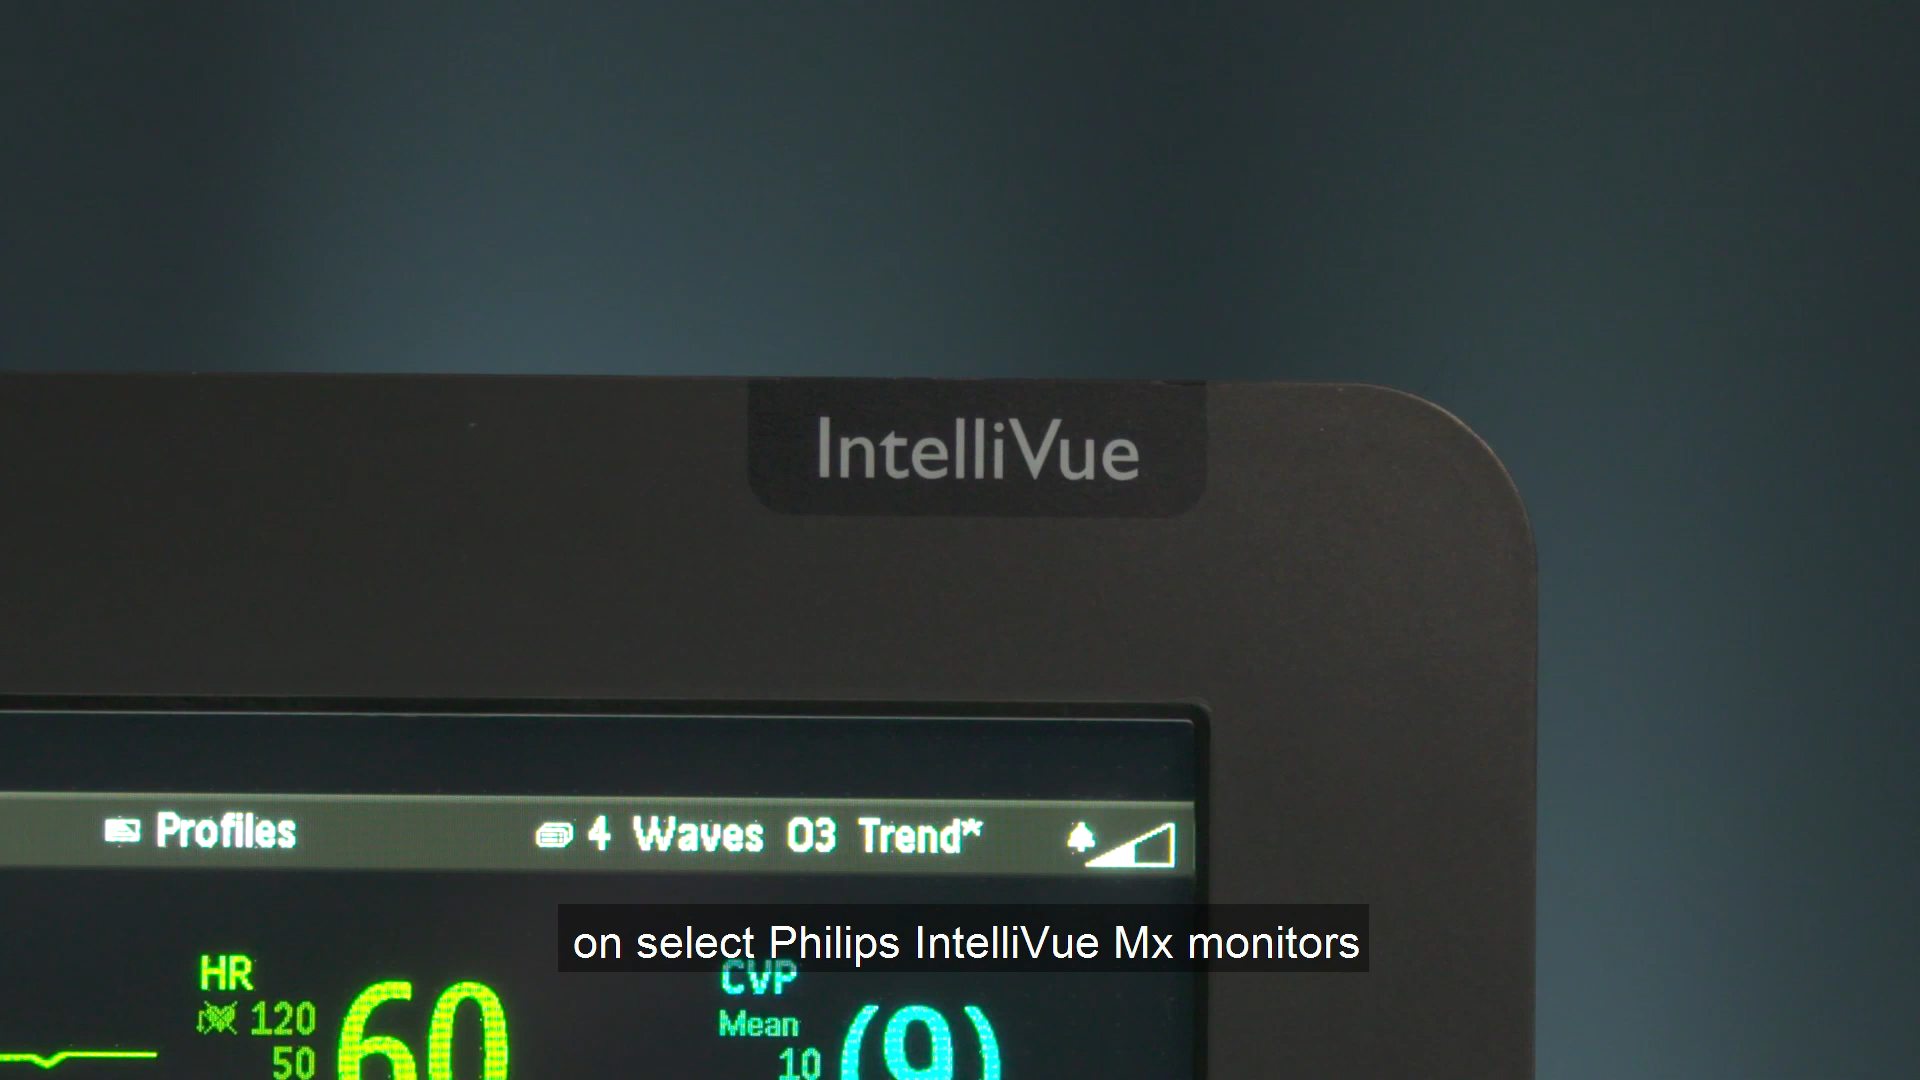 IntelliVue
Profiles
4 Waves O3 Trend*
on select Philips IntelliVue Mx monitors
HR
120
50
60
CVP
Mean
10
(9)